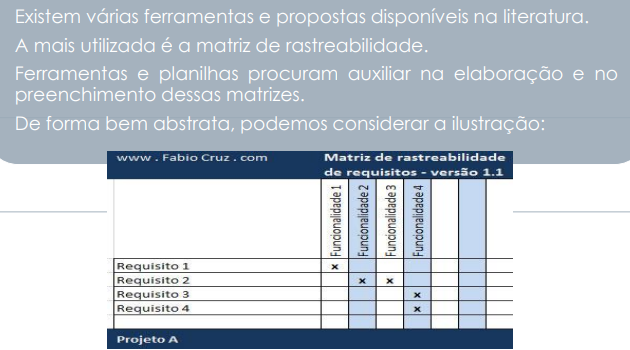 Existem várias ferramentas e propostas disponíveis na literatura.
A mais utilizada é a matriz de rastreabilidade.
Ferramentas e planilhas procuram auxiliar na elaboração e no
preenchimento dessas matrizes.
De forma bem abstrata, podemos considerar a ilustração:
www . Fabio Cruz . com
Matriz de rastreabilidade
de requisitos - versão 1.1
Funcionalidade 1
Funcionalidade 2
Funcionalidade 3
Funcionalidade 4
Requisito 1 x
Requisito 2 x x
Requisito 3 x
Requisito 4 x
Projeto A